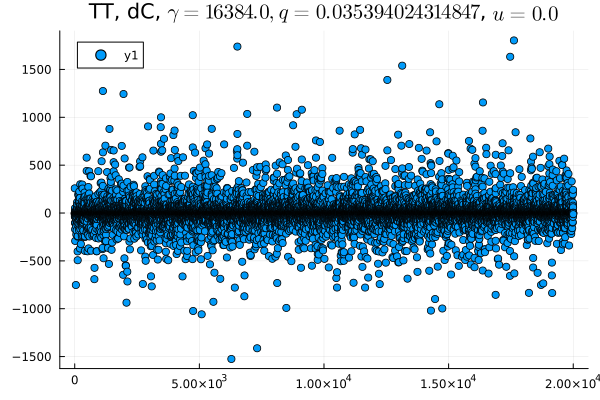 TT, dC, γ = 16384.0, q = 0.035394024314847, u = 0.0
y1
1500
1000
500
0
−500
−1000
−1500
0 5.00×10³ 1.00×10⁴ 1.50×10⁴ 2.00×10⁴